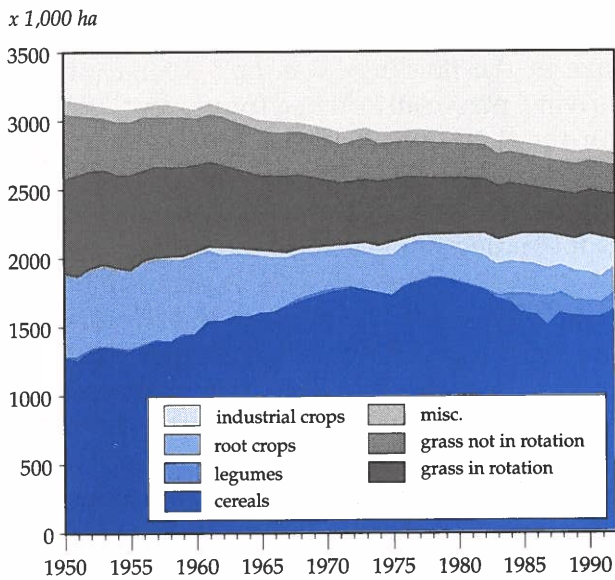 x 1,000 ha
3500
3000
2500
2000
1500
1000
500
0
industrial crops
root crops
legumes
cereals
misc.
grass not in rotation
grass in rotation
1950 1955 1960 1965 1970 1975 1980 1985 1990